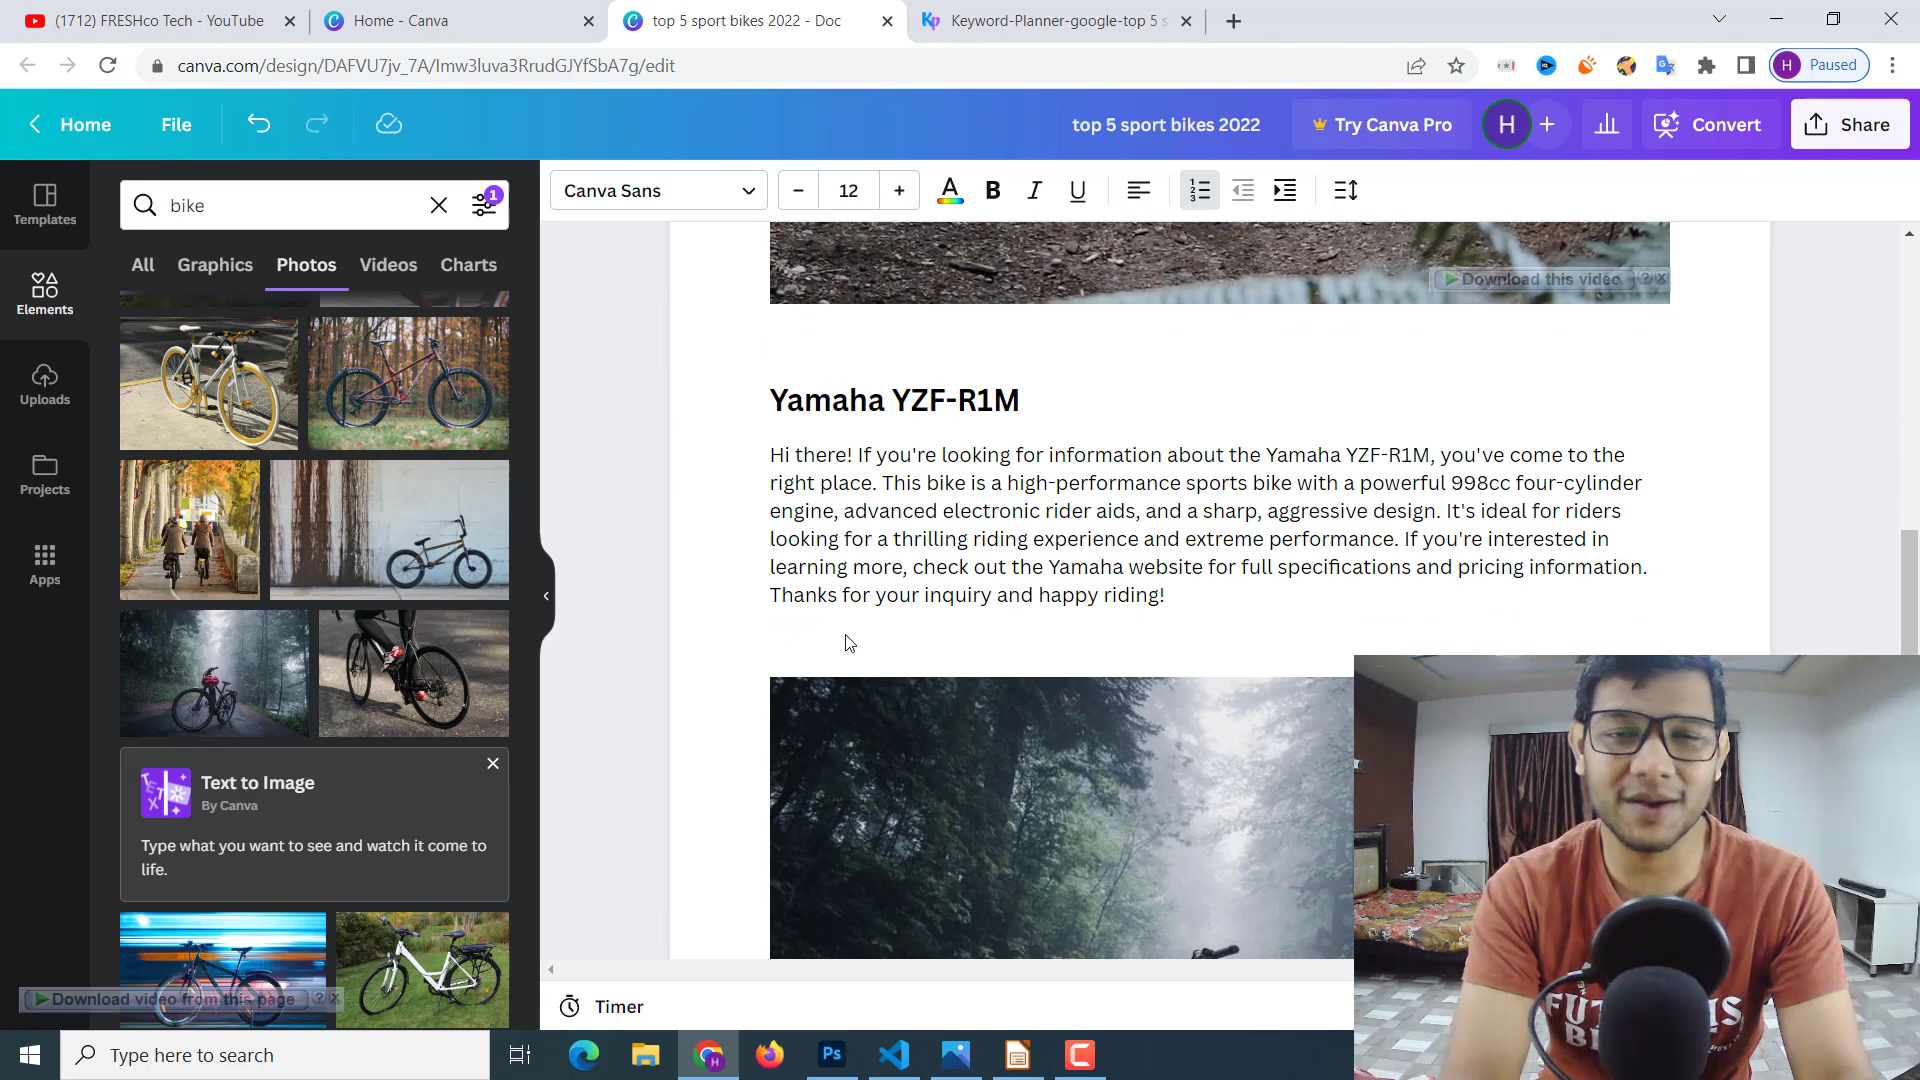 (1712) FRESHco Tech - YouTube
Home - Canva
top 5 sport bikes 2022 - Doc
Keyword-Planner-google-top 5 s
canva.com/design/DAFVU7jv_7A/Imw3luva3RrudGJYfSbA7g/edit
H Paused
Home
File
top 5 sport bikes 2022
Try Canva Pro
H
Convert
Share
Templates
Elements
Uploads
Projects
Apps
bike
1
All
Graphics
Photos
Videos
Charts
Text to Image
By Canva
Type what you want to see and watch it come to
life.
Download video from this page
Canva Sans
- 12 +
A B I U
Download this video
Yamaha YZF-R1M
Hi there! If you're looking for information about the Yamaha YZF-R1M, you've come to the
right place. This bike is a high-performance sports bike with a powerful 998cc four-cylinder
engine, advanced electronic rider aids, and a sharp, aggressive design. It's ideal for riders
looking for a thrilling riding experience and extreme performance. If you're interested in
learning more, check out the Yamaha website for full specifications and pricing information.
Thanks for your inquiry and happy riding!
Timer
Type here to search
Ps